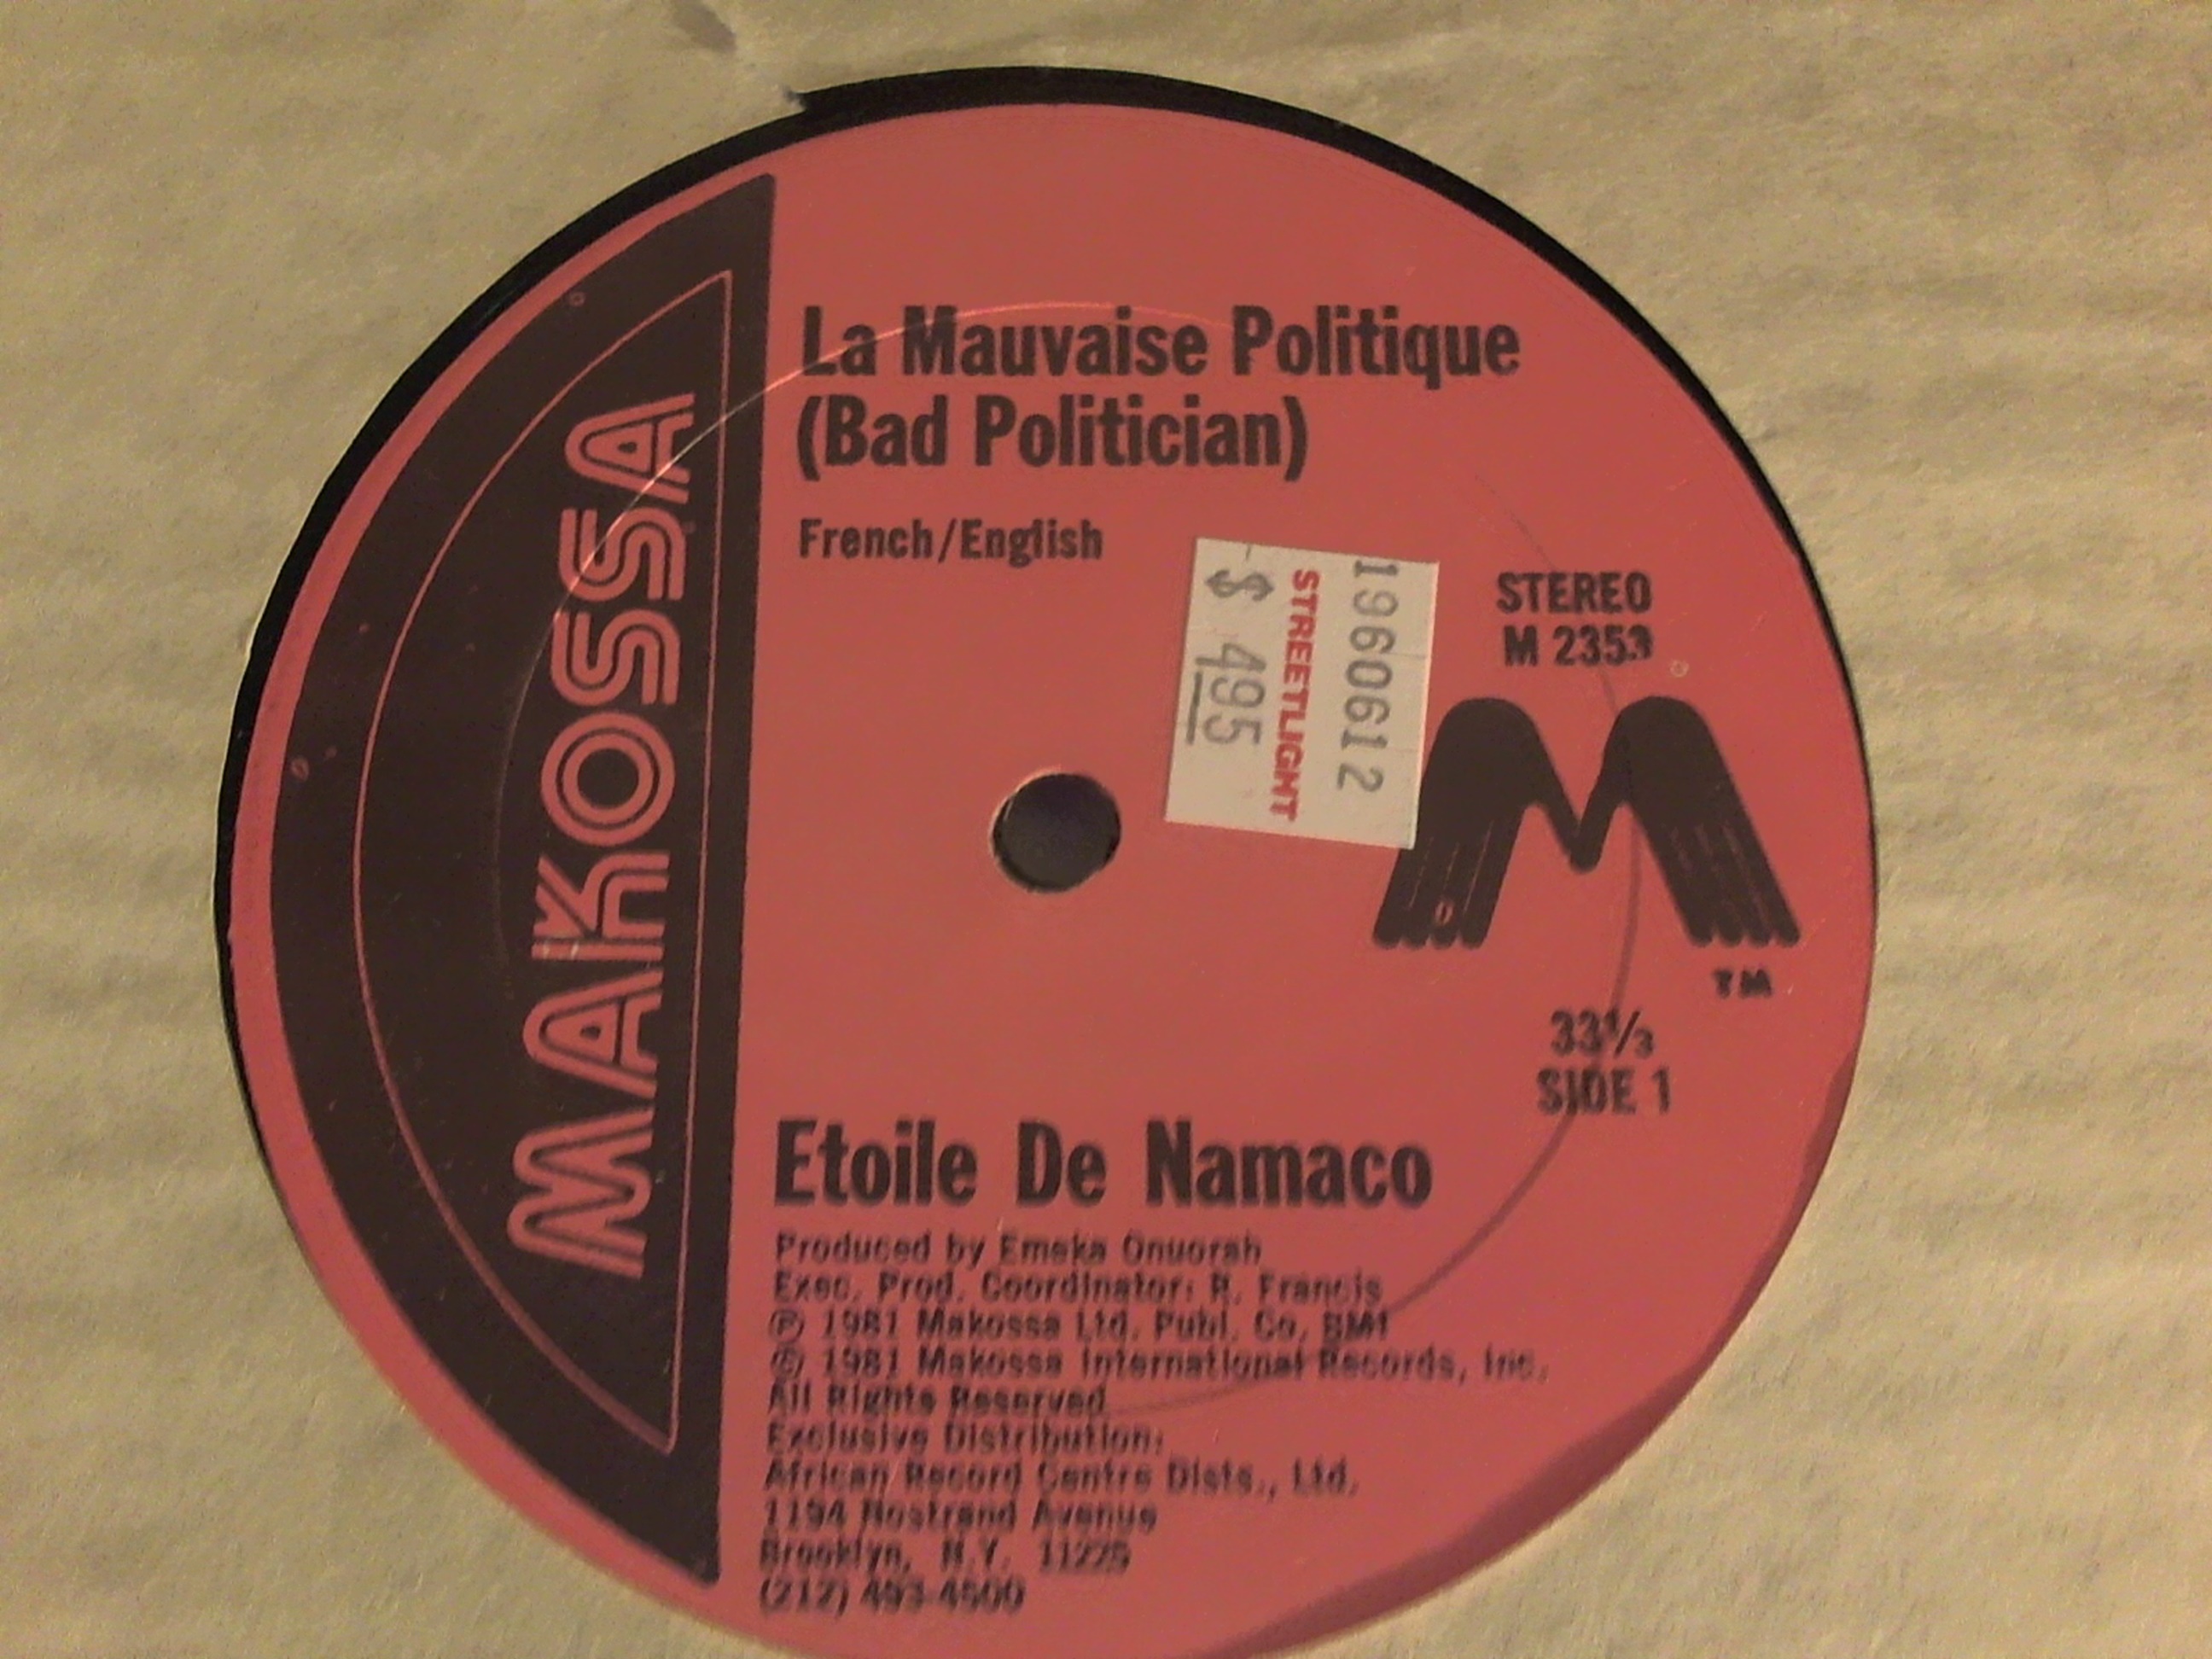 MAKOSSA
La Mauvaise Politique
(Bad Politician)
French/English
1960612
STREETLIGHT
$ 495
STEREO
M 2353
M
TM
33⅓
SIDE 1
Etoile De Namaco
Produced by Emeka Onuorah
Exec. Prod. Coordinator: R. Francis
℗ 1981 Makossa Ltd. Publ. Co. BMI
© 1981 Makossa International Records, Inc.
All Rights Reserved
Exclusive Distribution:
African Record Centre Dists., Ltd.
1194 Nostrand Avenue
Brooklyn, N.Y. 11225
(212) 493-4500